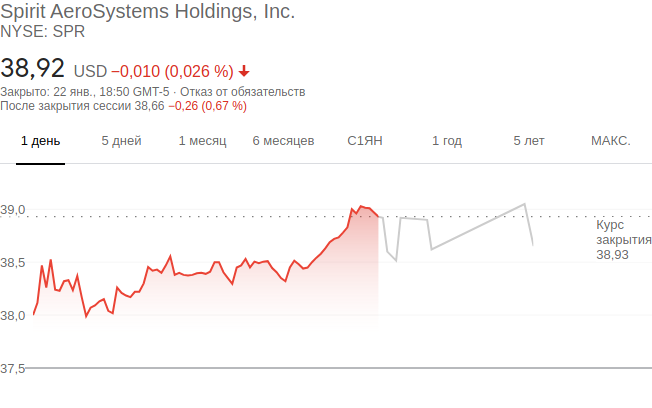 Spirit AeroSystems Holdings, Inc.
NYSE: SPR
38,92 USD −0,010 (0,026 %)
Закрыто: 22 янв., 18:50 GMT-5 · Отказ от обязательств
После закрытия сессии 38,66 −0,26 (0,67 %)
1 день 5 дней 1 месяц 6 месяцев С1ЯН 1 год 5 лет МАКС.
39,0
Курс
закрытия
38,93
38,5
38,0
37,5